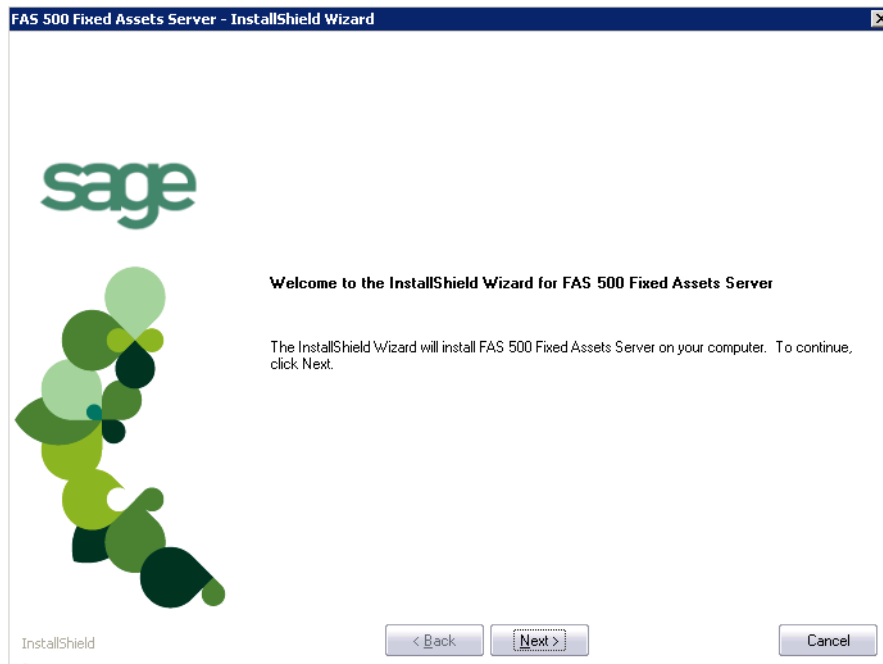 FAS 500 Fixed Assets Server - InstallShield Wizard
sage
Welcome to the InstallShield Wizard for FAS 500 Fixed Assets Server
The InstallShield Wizard will install FAS 500 Fixed Assets Server on your computer. To continue,
click Next.
InstallShield
< Back
Next >
Cancel